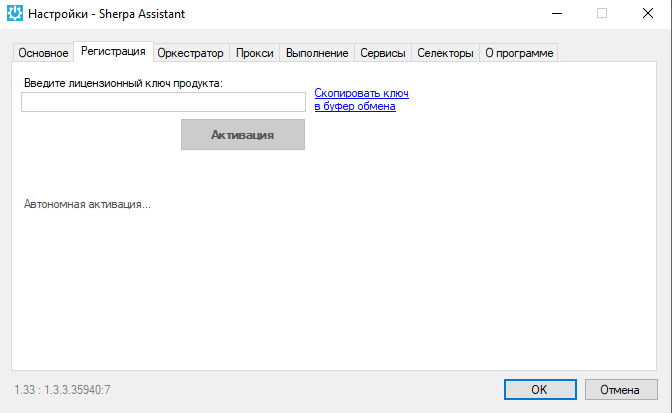 Настройки - Sherpa Assistant
Основное Регистрация Оркестратор Прокси Выполнение Сервисы Селекторы О программе
Введите лицензионный ключ продукта:
Скопировать ключ
в буфер обмена
Активация
Автономная активация...
1.33 : 1.3.3.35940:7
OK Отмена